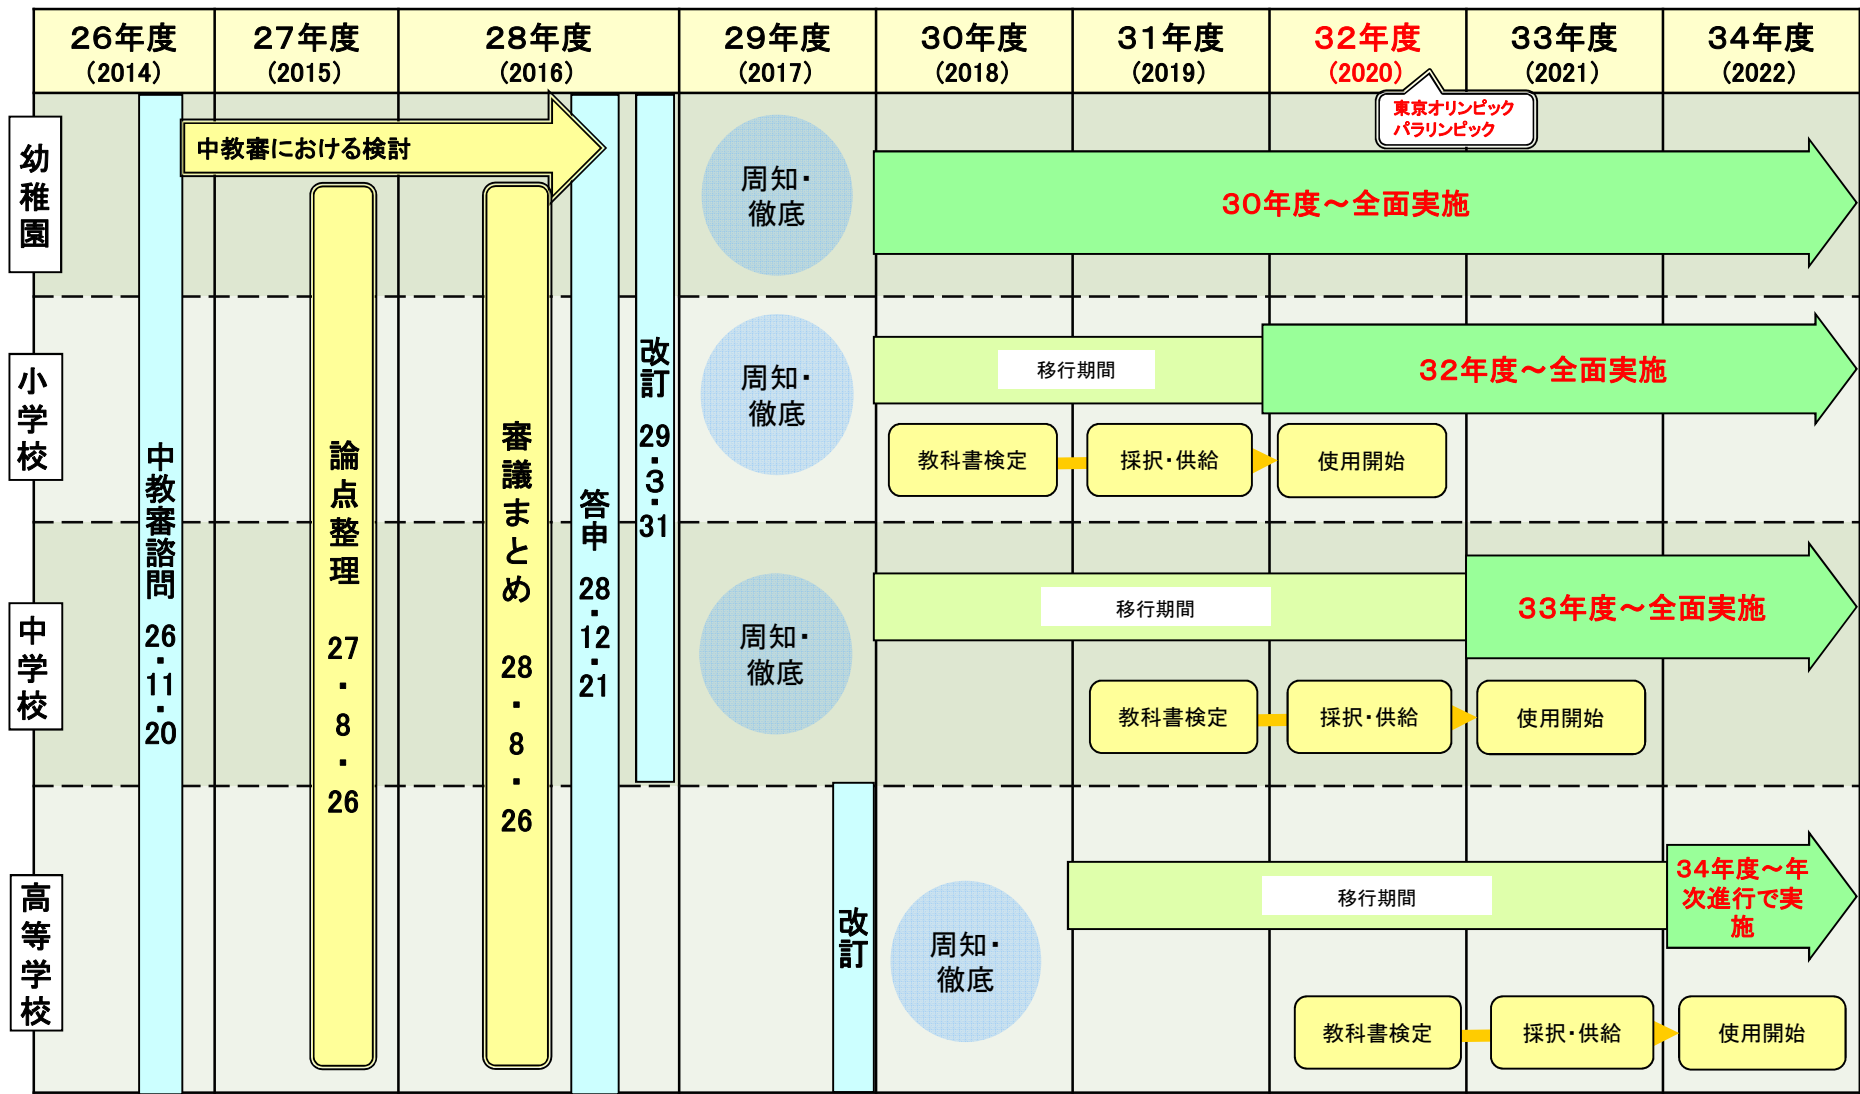 26年度
(2014)
27年度
(2015)
28年度
(2016)
29年度
(2017)
30年度
(2018)
31年度
(2019)
32年度
(2020)
33年度
(2021)
34年度
(2022)
東京オリンピック
パラリンピック
幼稚園
中教審における検討
周知・
徹底
30年度～全面実施
小学校
周知・
徹底
移行期間
32年度～全面実施
教科書検定
採択・供給
使用開始
中教審諮問 26・11・20
論点整理 27・8・26
審議まとめ 28・8・26
答申 28・12・21
改訂 29・3・31
中学校
周知・
徹底
移行期間
33年度～全面実施
教科書検定
採択・供給
使用開始
高等学校
改訂
周知・
徹底
移行期間
34年度～年
次進行で実
施
教科書検定
採択・供給
使用開始